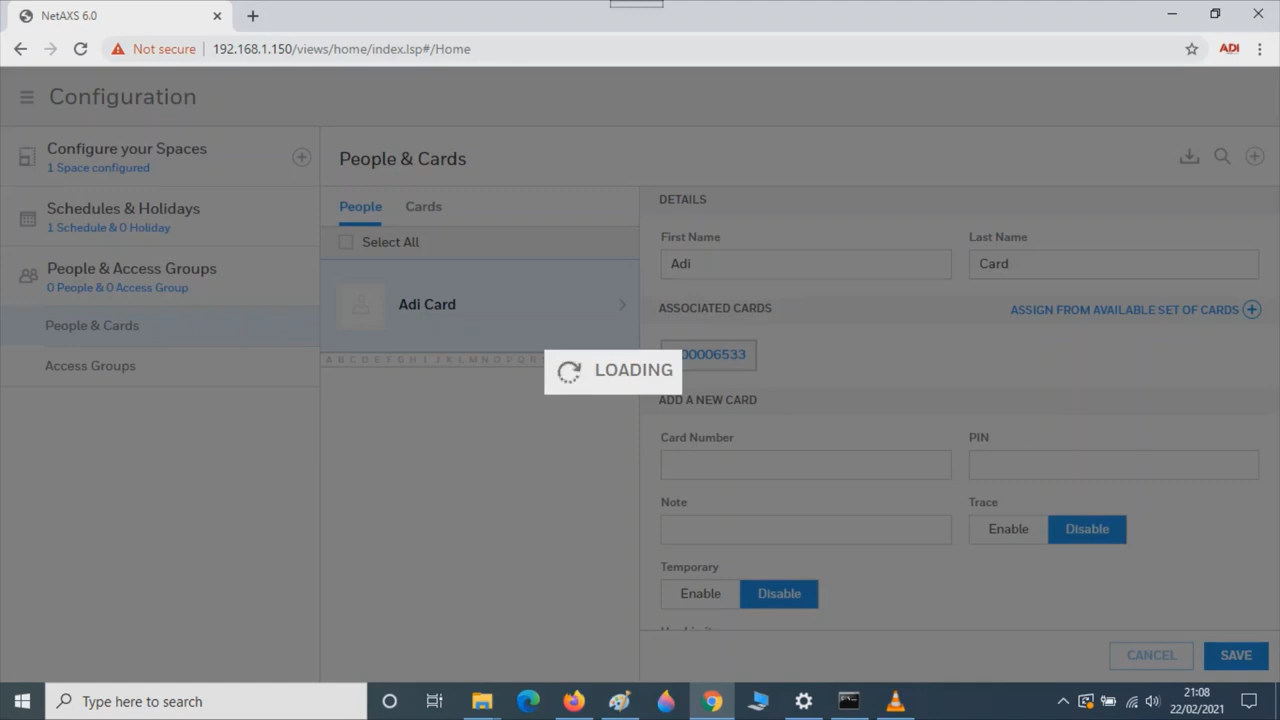 NetAXS 6.0
Not secure
192.168.1.150/views/home/index.lsp#/Home
ADI
Configuration
Configure your Spaces
1 Space configured
Schedules & Holidays
1 Schedule & 0 Holiday
People & Access Groups
0 People & 0 Access Group
People & Cards
Access Groups
People & Cards
People
Cards
Select All
Adi Card
A B C D E F G H I J K L M N O P Q R
DETAILS
First Name
Last Name
Adi
Card
ASSOCIATED CARDS
ASSIGN FROM AVAILABLE SET OF CARDS
00006533
LOADING
ADD A NEW CARD
Card Number
PIN
Note
Trace
Enable
Disable
Temporary
Enable
Disable
CANCEL
SAVE
Type here to search
21:08
22/02/2021